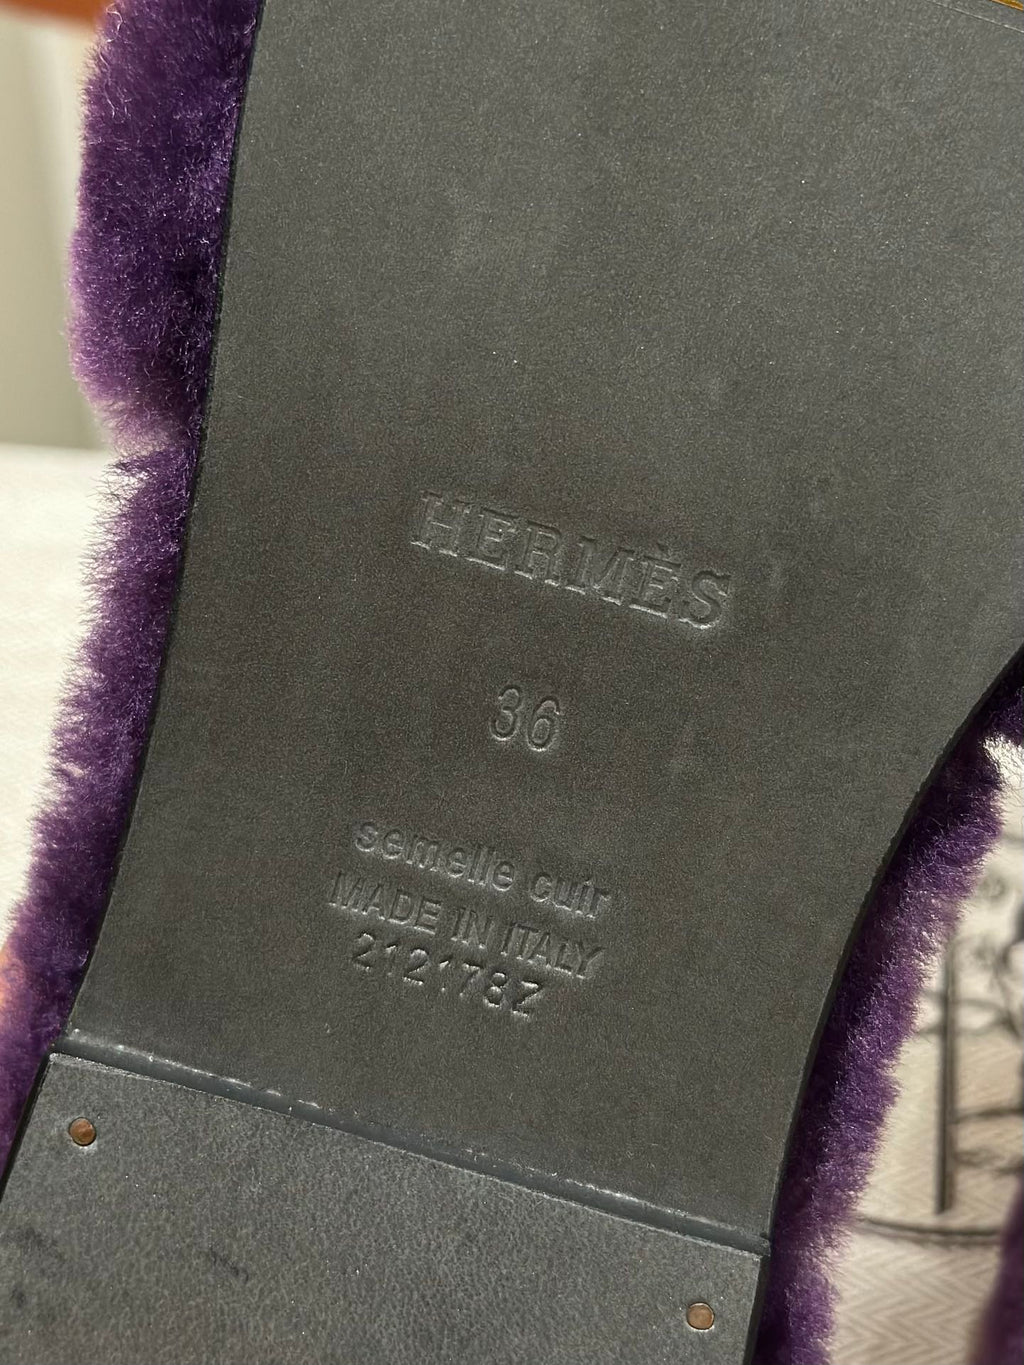 HERMÈS
36
semelle cuir
MADE IN ITALY
212178Z